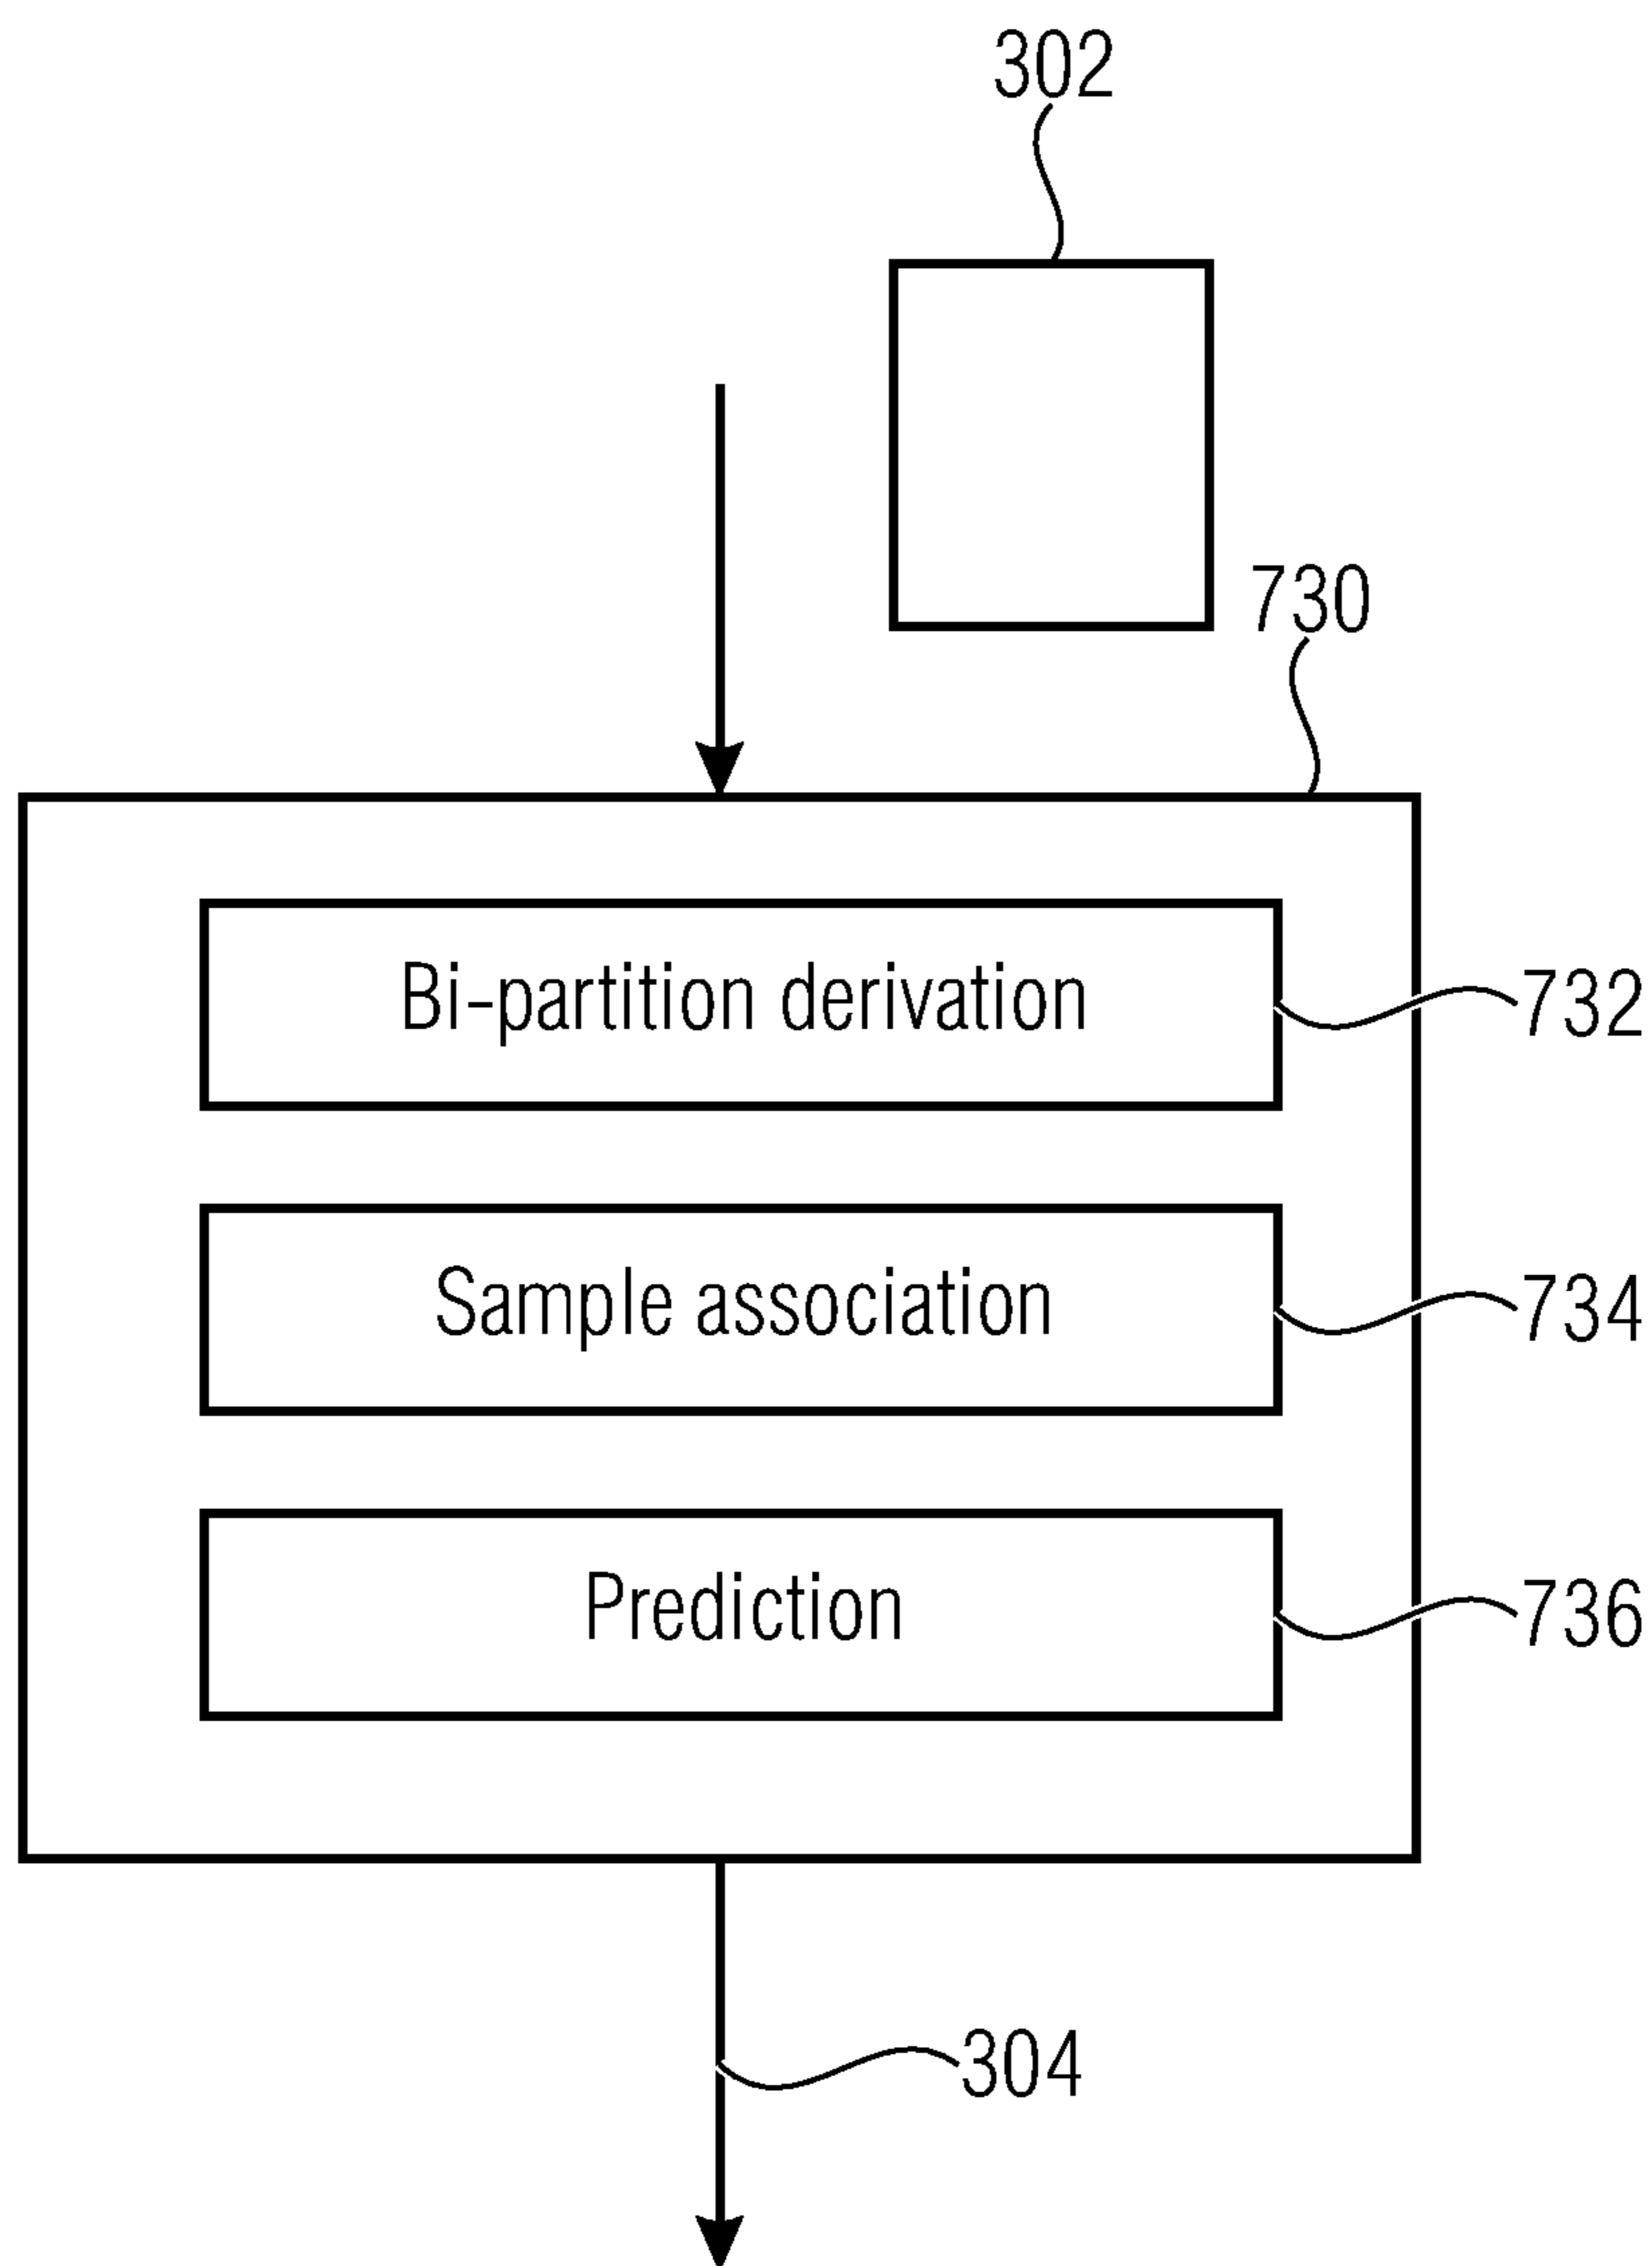 302
730
Bi-partition derivation
732
Sample association
734
Prediction
736
304